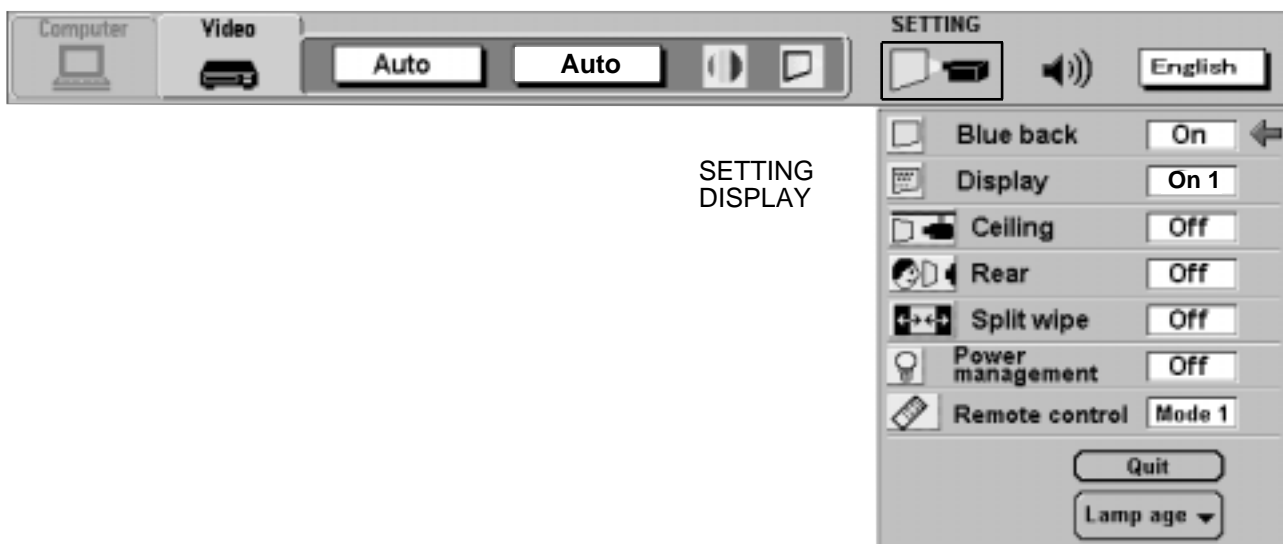 Computer
Video
Auto
Auto
SETTING
English
SETTING
DISPLAY
Blue back On
Display On 1
Ceiling Off
Rear Off
Split wipe Off
Power
management Off
Remote control Mode 1
Quit
Lamp age